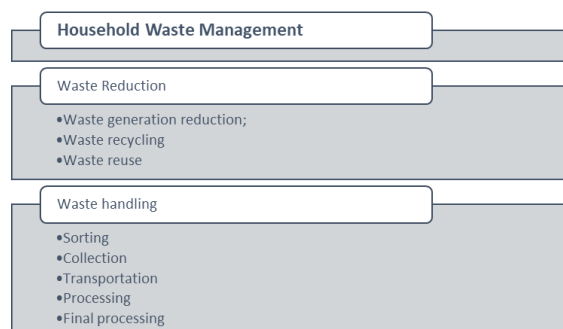 Household Waste Management
Waste Reduction
•Waste generation reduction;
•Waste recycling
•Waste reuse
Waste handling
•Sorting
•Collection
•Transportation
•Processing
•Final processing